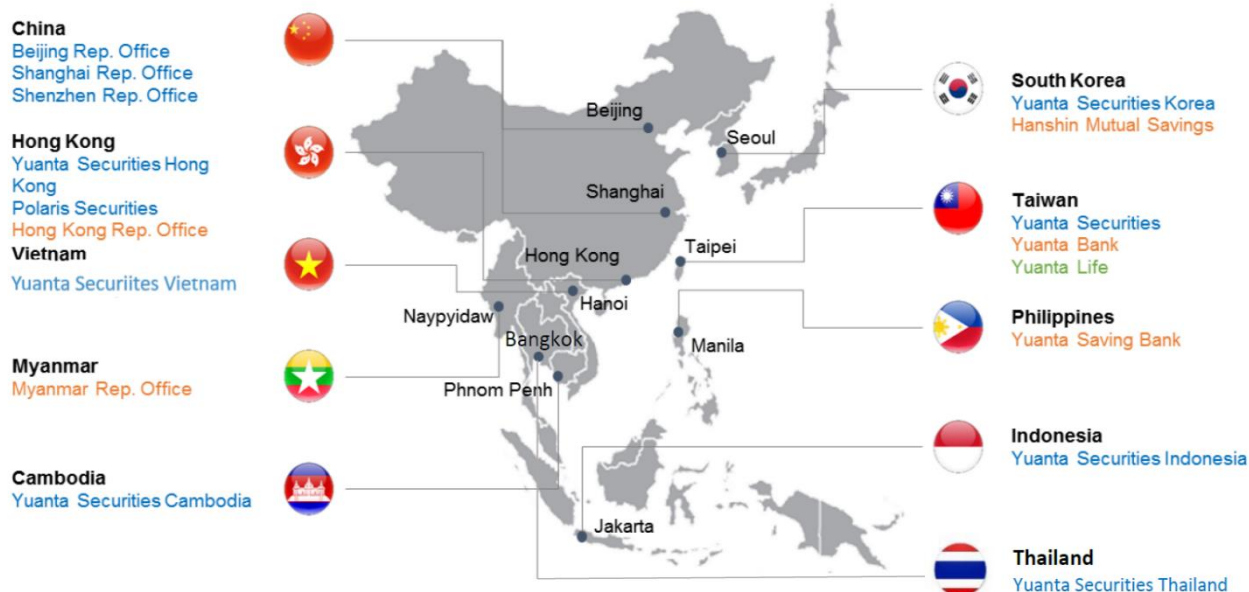 China
Beijing Rep. Office
Shanghai Rep. Office
Shenzhen Rep. Office
Hong Kong
Yuanta Securities Hong
Kong
Polaris Securities
Hong Kong Rep. Office
Vietnam
Yuanta Securiites Vietnam
Myanmar
Myanmar Rep. Office
Cambodia
Yuanta Securities Cambodia
Beijing
Seoul
Shanghai
Hong Kong
Taipei
Hanoi
Naypyidaw
Bangkok
Manila
Phnom Penh
Jakarta
South Korea
Yuanta Securities Korea
Hanshin Mutual Savings
Taiwan
Yuanta Securities
Yuanta Bank
Yuanta Life
Philippines
Yuanta Saving Bank
Indonesia
Yuanta Securities Indonesia
Thailand
Yuanta Securities Thailand